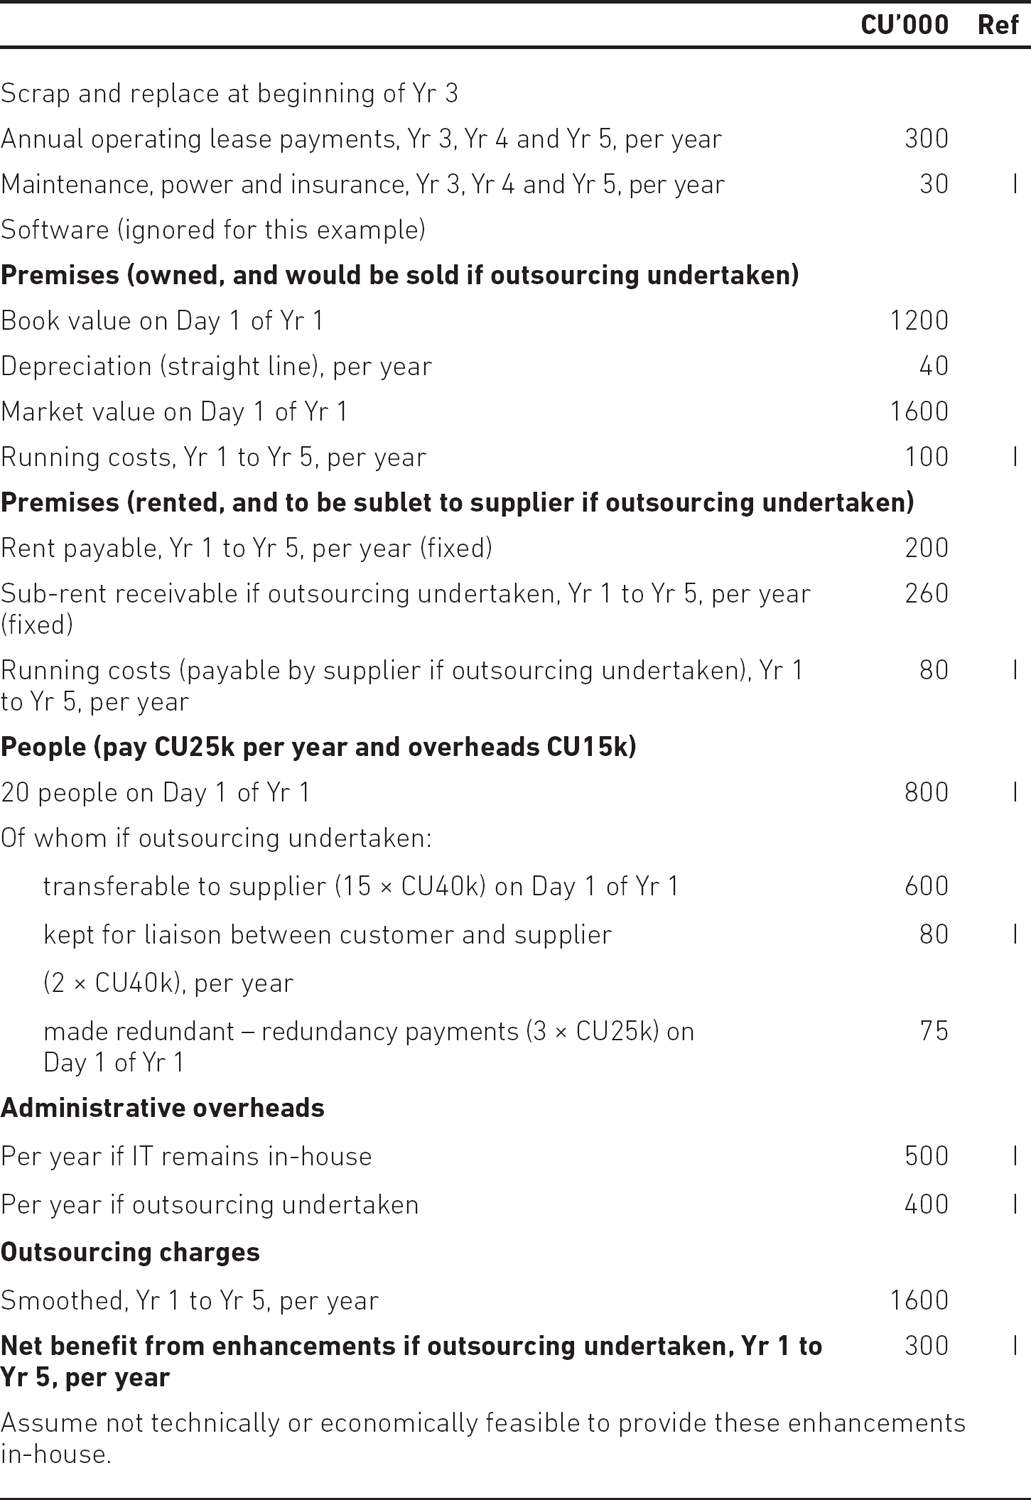 CU’000 Ref
Scrap and replace at beginning of Yr 3
Annual operating lease payments, Yr 3, Yr 4 and Yr 5, per year 300
Maintenance, power and insurance, Yr 3, Yr 4 and Yr 5, per year 30 I
Software (ignored for this example)
Premises (owned, and would be sold if outsourcing undertaken)
Book value on Day 1 of Yr 1 1200
Depreciation (straight line), per year 40
Market value on Day 1 of Yr 1 1600
Running costs, Yr 1 to Yr 5, per year 100 I
Premises (rented, and to be sublet to supplier if outsourcing undertaken)
Rent payable, Yr 1 to Yr 5, per year (fixed) 200
Sub-rent receivable if outsourcing undertaken, Yr 1 to Yr 5, per year 260
(fixed)
Running costs (payable by supplier if outsourcing undertaken), Yr 1 80 I
to Yr 5, per year
People (pay CU25k per year and overheads CU15k)
20 people on Day 1 of Yr 1 800 I
Of whom if outsourcing undertaken:
transferable to supplier (15 × CU40k) on Day 1 of Yr 1 600
kept for liaison between customer and supplier 80 I
(2 × CU40k), per year
made redundant – redundancy payments (3 × CU25k) on 75
Day 1 of Yr 1
Administrative overheads
Per year if IT remains in-house 500 I
Per year if outsourcing undertaken 400 I
Outsourcing charges
Smoothed, Yr 1 to Yr 5, per year 1600
Net benefit from enhancements if outsourcing undertaken, Yr 1 to 300 I
Yr 5, per year
Assume not technically or economically feasible to provide these enhancements
in-house.